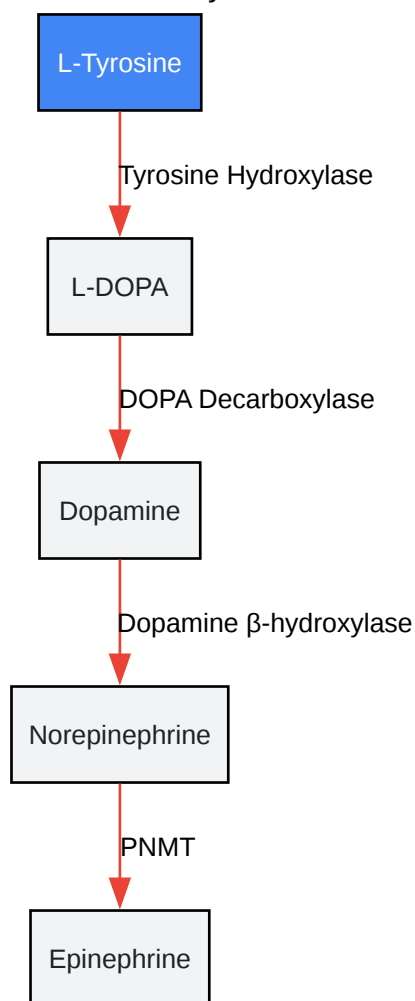 L-Tyrosine
Tyrosine Hydroxylase
L-DOPA
DOPA Decarboxylase
Dopamine
Dopamine β-hydroxylase
Norepinephrine
PNMT
Epinephrine